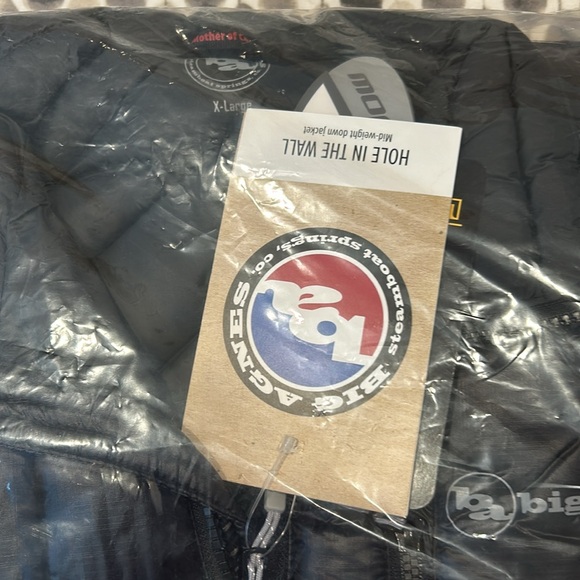 Mother of
ba
X-Large
HOLE IN THE WALL
Mid-weight down jacket
BIG AGNES
steamboat springs, co.
ba
ba big